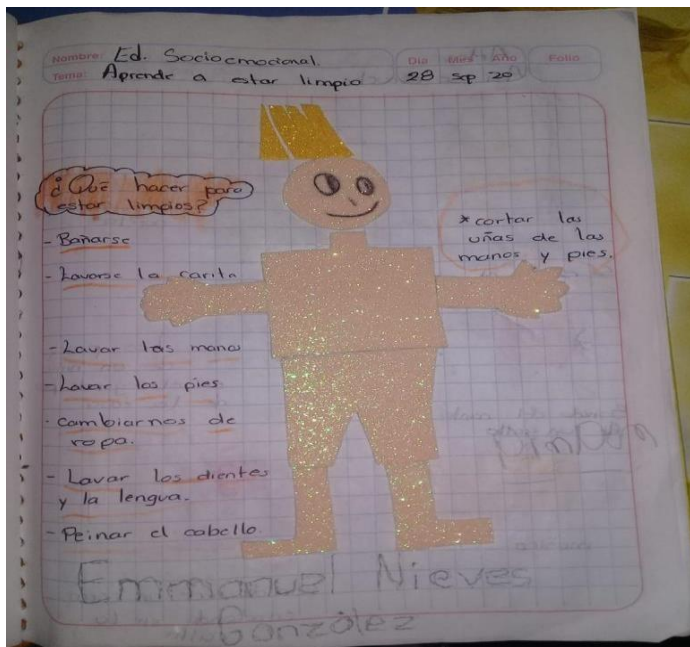 Nombre: Ed. Socioemocional.
Día Mes Año
Folio
Tema: Aprende a estar limpio
28 Sep 20
¿Qué hacer para
estar limpios?
- Bañarse
- Lavarse la carita
- Lavar las manos
- Lavar los pies
- cambiarnos de
ropa.
- Lavar los dientes
y la lengua.
- Peinar el cabello
* cortar las
uñas de las
manos y pies.
Emmanuel Nieves
González